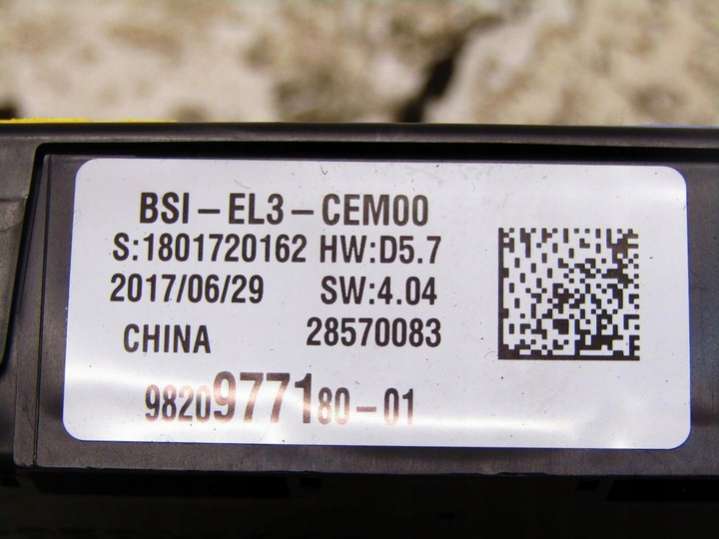 BSI-EL3-CEM00
S:1801720162 HW:D5.7
2017/06/29 SW:4.04
CHINA 28570083
9820977180-01